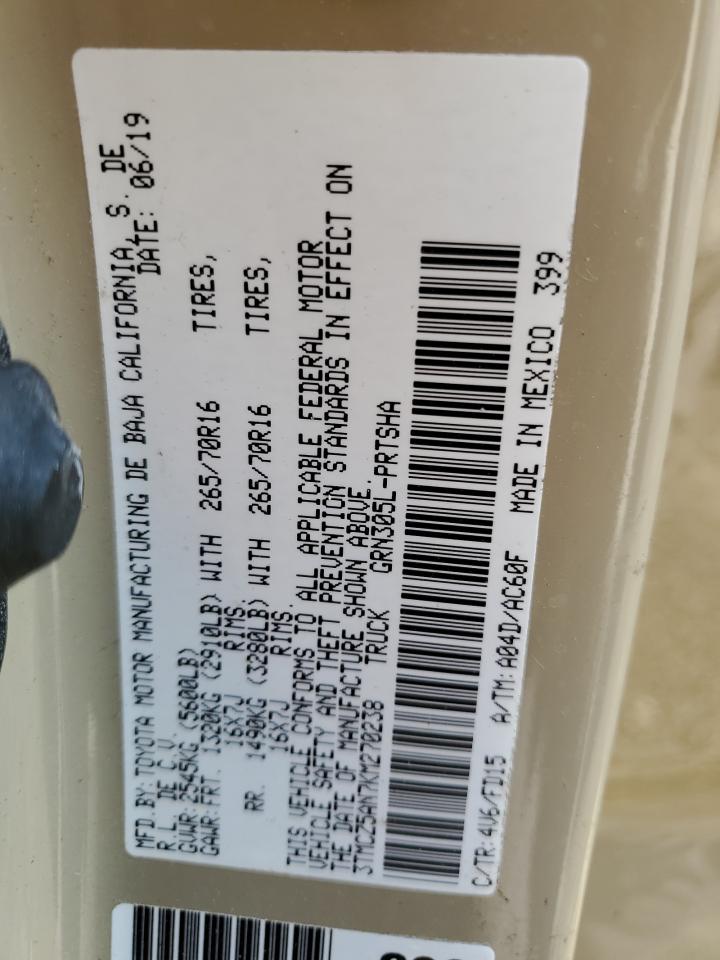 MFD.BY: TOYOTA MOTOR MANUFACTURING DE BAJA CALIFORNIA, S. DE
R.L. DE C.V. DATE: 06/19
GVWR: 2545KG (5600LB)
GAWR:FRT. 1320KG (2910LB) WITH 265/70R16 TIRES,
16X7J RIMS.
RR. 1490KG (3280LB) WITH 265/70R16 TIRES,
16X7J RIMS.
THIS VEHICLE CONFORMS TO ALL APPLICABLE FEDERAL MOTOR
VEHICLE SAFETY AND THEFT PREVENTION STANDARDS IN EFFECT ON
THE DATE OF MANUFACTURE SHOWN ABOVE.
3TMCZ5AN7KM270238 TRUCK GRN305L-PRTSHA
C/TR: 4V6/FD15 A/TM: A04D/AC60F MADE IN MEXICO 399